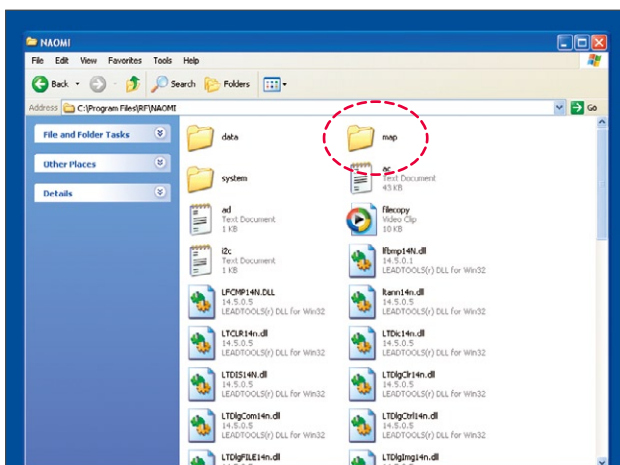 NAOMI
File Edit View Favorites Tools Help
Back Search Folders
Address C:\Program Files\RF\NAOMI Go
File and Folder Tasks
Other Places
Details
data
map
system
ac
Text Document
43 KB
ad
Text Document
1 KB
filecopy
Video Clip
10 KB
i2c
Text Document
1 KB
lfbmp14N.dll
14.5.0.1
LEADTOOLS(r) DLL for Win32
LFCMP14N.DLL
14.5.0.5
LEADTOOLS(r) DLL for Win32
ltann14n.dll
14.5.0.5
LEADTOOLS(r) DLL for Win32
LTCLR14n.dll
14.5.0.5
LEADTOOLS(r) DLL for Win32
LTDic14n.dll
14.5.0.5
LEADTOOLS(r) DLL for Win32
LTDIS14N.dll
14.5.0.5
LEADTOOLS(r) DLL for Win32
LTDlgClr14n.dll
14.5.0.5
LEADTOOLS(r) DLL for Win32
LTDlgCom14n.dll
14.5.0.5
LEADTOOLS(r) DLL for Win32
LTDlgCtrl14n.dll
14.5.0.5
LEADTOOLS(r) DLL for Win32
LTDlgFILE14n.dll
LTDlgImg14n.dll